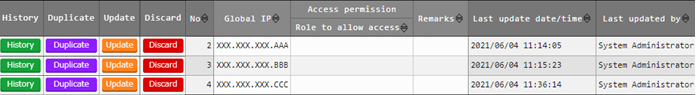 History Duplicate Update Discard No Global IP Access permission Remarks Last update date/time Last updated by
Role to allow access
History Duplicate Update Discard 2 XXX.XXX.XXX.AAA 2021/06/04 11:14:05 System Administrator
History Duplicate Update Discard 3 XXX.XXX.XXX.BBB 2021/06/04 11:15:23 System Administrator
History Duplicate Update Discard 4 XXX.XXX.XXX.CCC 2021/06/04 11:36:14 System Administrator